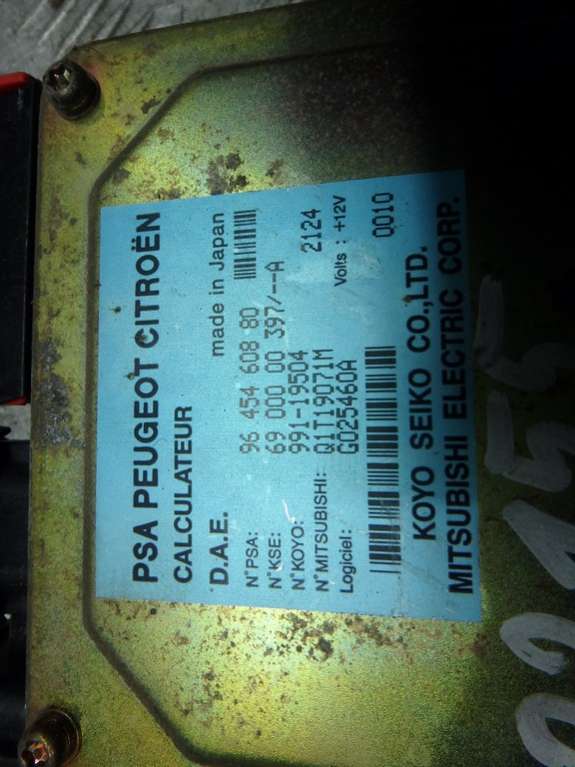 PSA PEUGEOT CITROËN
CALCULATEUR
D.A.E. made in Japan
N°PSA: 96 454 608 80
N°KSE: 69 000 00 397/--A
N°KOYO: 991-19504 2124
N°MITSUBISHI: Q1T19071M Volts : +12V
Logiciel: G025460A
0010
KOYO SEIKO CO.,LTD.
MITSUBISHI ELECTRIC CORP.